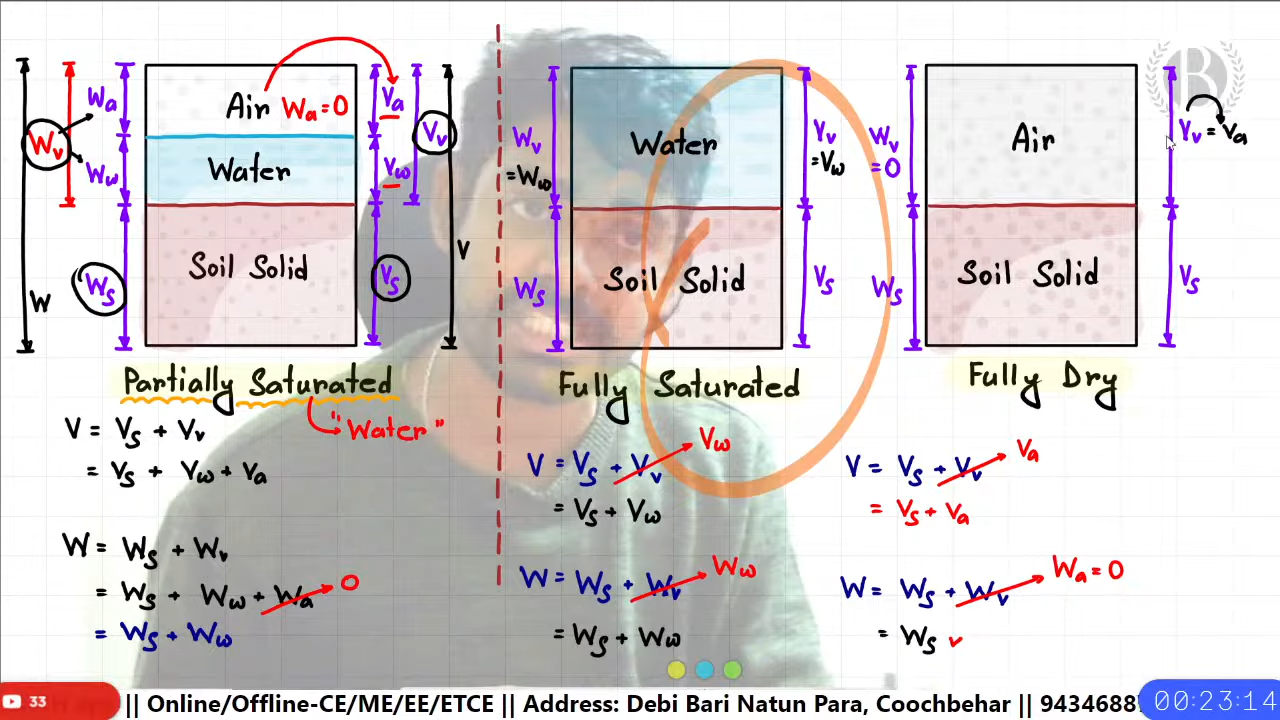 Wa
Wv
Ww
Ws
W
Air Wa=0
Water
Soil Solid
Va
Vw
Vs
Vv
V
Partially Saturated
"Water"
V = Vs + Vv
= Vs + Vw + Va
W = Ws + Wv
= Ws + Ww + Wa 0
= Ws + Ww
Wv
= Ww
Ws
Water
Soil Solid
Vv
=Vw
Vs
Fully Saturated
V = Vs + Vv Vw
= Vs + Vw
W = Ws + Wv Ww
= Ws + Ww
Wv
=0
Ws
Air
Soil Solid
B
Vv = Va
Vs
Fully Dry
V = Vs + Vv Va
= Vs + Va
W = Ws + Wv Wa = 0
= Ws
33
|| Online/Offline-CE/ME/EE/ETCE || Address: Debi Bari Natun Para, Coochbehar ||
00:23:14